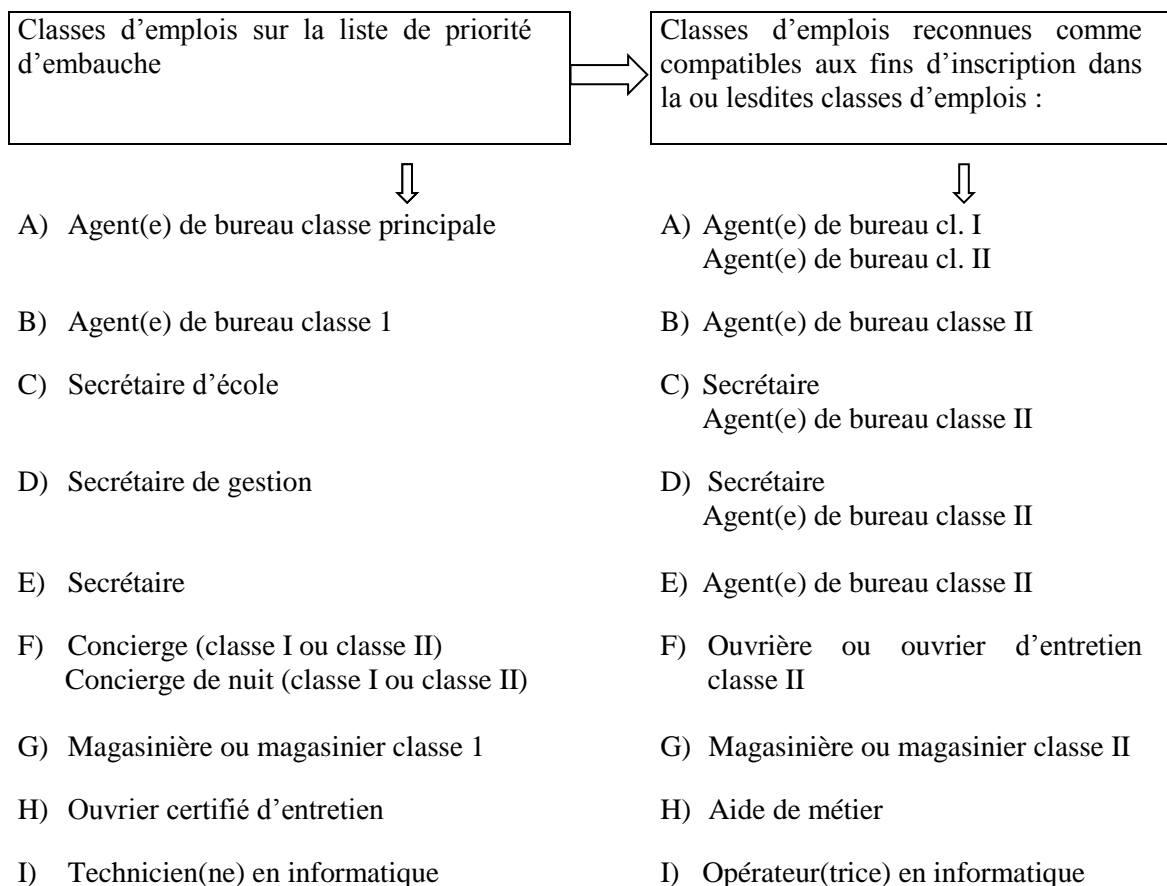 Classes d’emplois sur la liste de priorité
d’embauche
Classes d’emplois reconnues comme
compatibles aux fins d’inscription dans
la ou lesdites classes d’emplois :
A) Agent(e) de bureau classe principale
A) Agent(e) de bureau cl. I
Agent(e) de bureau cl. II
B) Agent(e) de bureau classe 1
B) Agent(e) de bureau classe II
C) Secrétaire d’école
C) Secrétaire
Agent(e) de bureau classe II
D) Secrétaire de gestion
D) Secrétaire
Agent(e) de bureau classe II
E) Secrétaire
E) Agent(e) de bureau classe II
F) Concierge (classe I ou classe II)
Concierge de nuit (classe I ou classe II)
F) Ouvrière ou ouvrier d’entretien
classe II
G) Magasinière ou magasinier classe 1
G) Magasinière ou magasinier classe II
H) Ouvrier certifié d’entretien
H) Aide de métier
I) Technicien(ne) en informatique
I) Opérateur(trice) en informatique